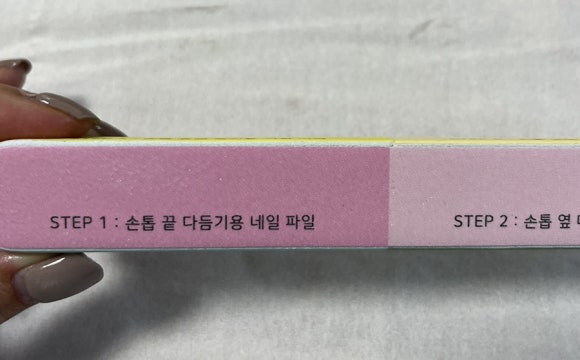 STEP 1 : 손톱 끝 다듬기용 네일 파일
STEP 2 : 손톱 옆